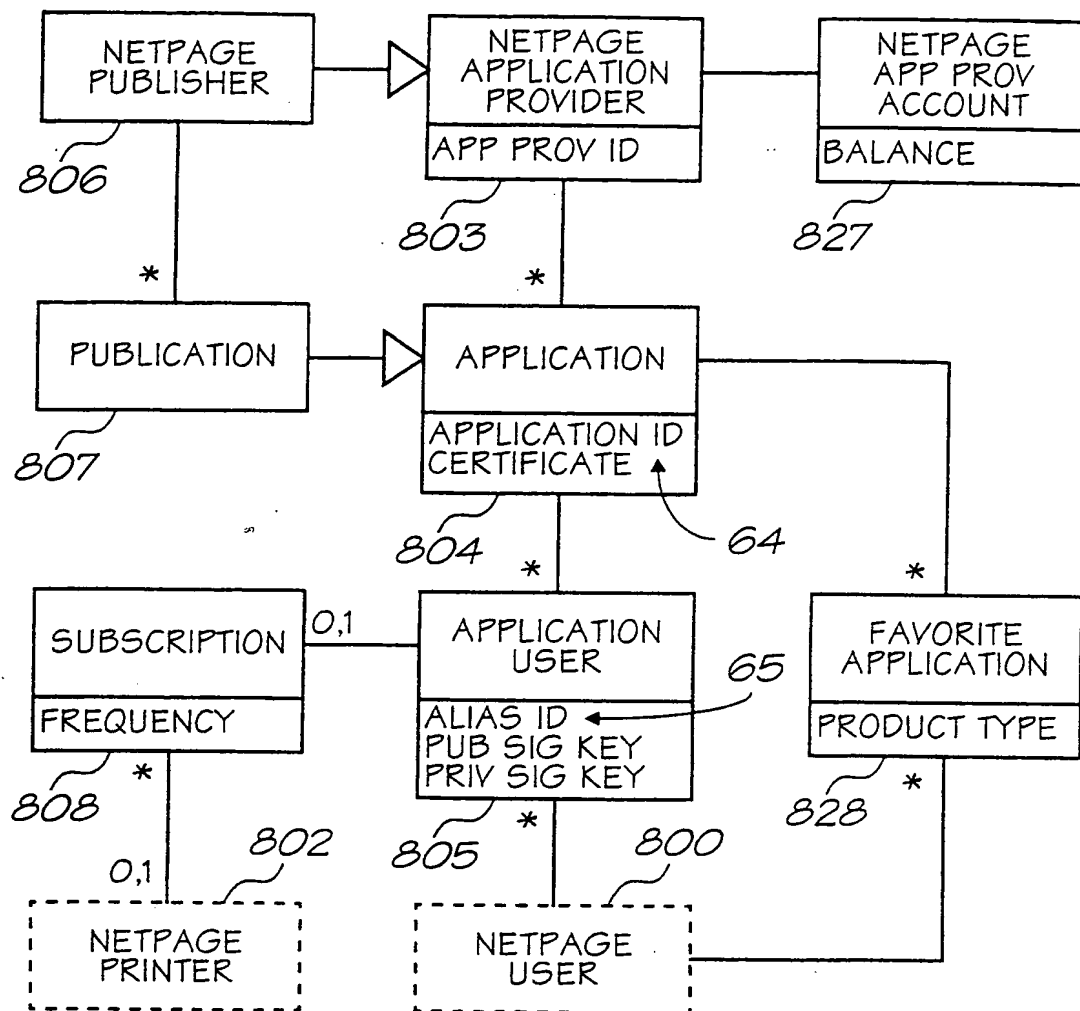 NETPAGE
PUBLISHER
806
NETPAGE
APPLICATION
PROVIDER
APP PROV ID
803
NETPAGE
APP PROV
ACCOUNT
BALANCE
827
*
*
PUBLICATION
807
APPLICATION
APPLICATION ID
CERTIFICATE
804
64
*
*
SUBSCRIPTION
FREQUENCY
0,1
808
*
APPLICATION
USER
ALIAS ID
PUB SIG KEY
PRIV SIG KEY
65
805
*
FAVORITE
APPLICATION
PRODUCT TYPE
828
*
0,1
802
NETPAGE
PRINTER
800
NETPAGE
USER